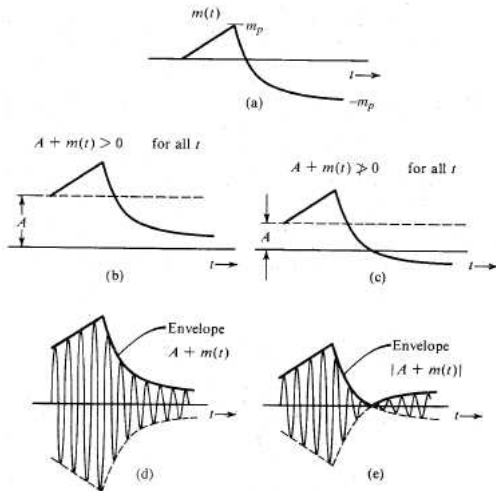 m(t)
m_p
t
−m_p
(a)
A + m(t) > 0 for all t
A
t
(b)
A + m(t) ≯ 0 for all t
A
t
(c)
Envelope
A + m(t)
t
(d)
Envelope
|A + m(t)|
t
(e)